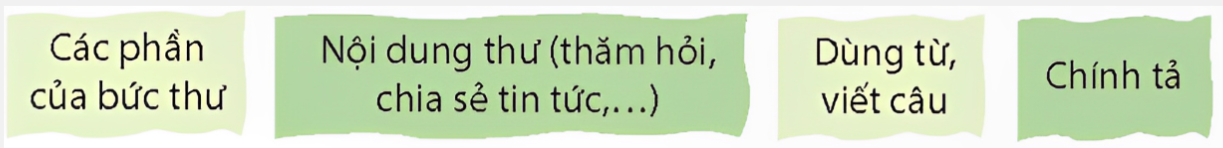 Các phần
của bức thư
Nội dung thư (thăm hỏi,
chia sẻ tin tức,...)
Dùng từ,
viết câu
Chính tả